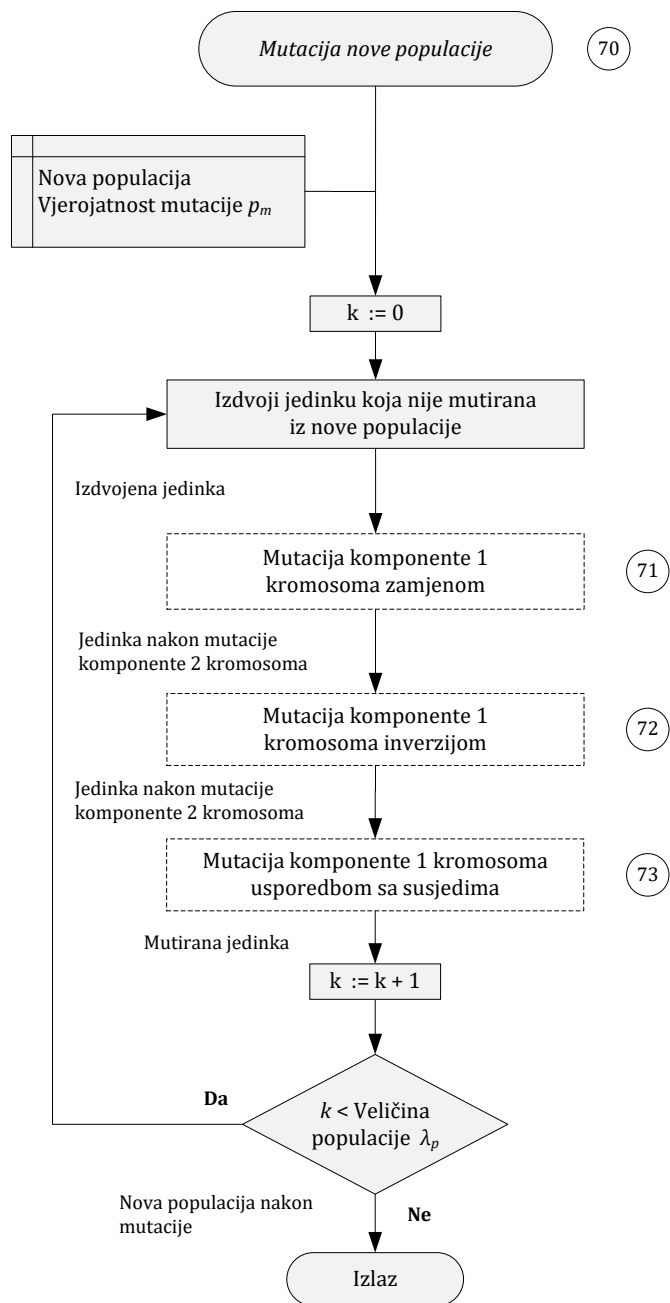 Mutacija nove populacije
70
Nova populacija
Vjerojatnost mutacije pm
k := 0
Izdvoji jedinku koja nije mutirana
iz nove populacije
Izdvojena jedinka
Mutacija komponente 1
kromosoma zamjenom
71
Jedinka nakon mutacije
komponente 2 kromosoma
Mutacija komponente 1
kromosoma inverzijom
72
Jedinka nakon mutacije
komponente 2 kromosoma
Mutacija komponente 1 kromosoma
usporedbom sa susjedima
73
Mutirana jedinka
k := k + 1
Da
k < Veličina
populacije λp
Nova populacija nakon
mutacije
Ne
Izlaz